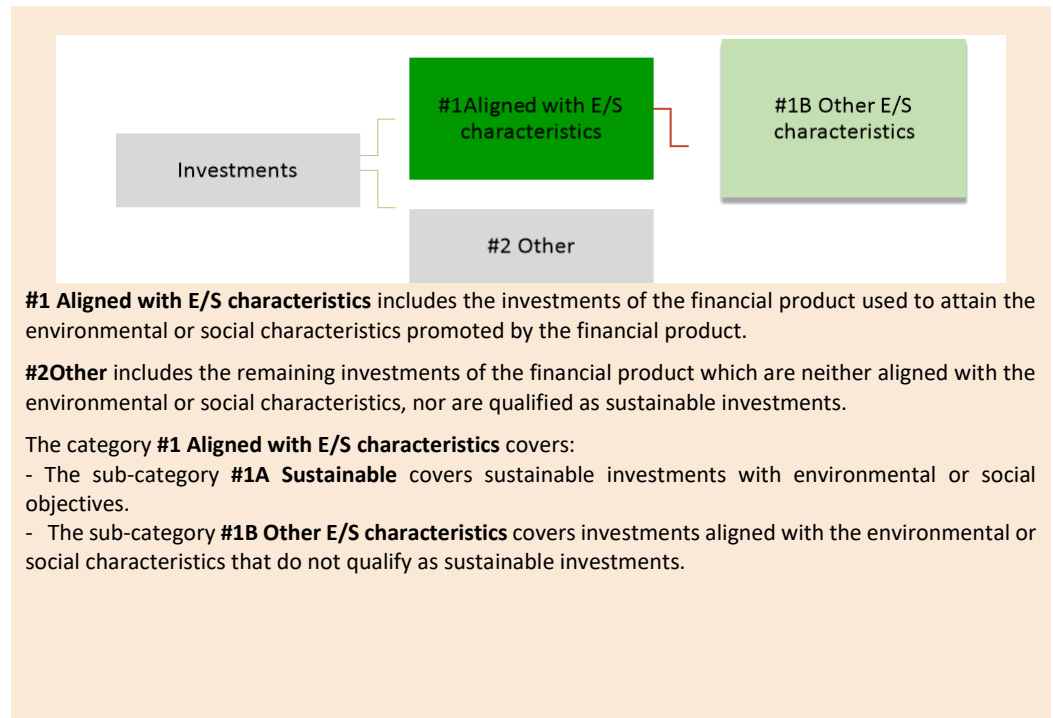 #1Aligned with E/S
characteristics
#1B Other E/S
characteristics
Investments
#2 Other
#1 Aligned with E/S characteristics includes the investments of the financial product used to attain the
environmental or social characteristics promoted by the financial product.
#2Other includes the remaining investments of the financial product which are neither aligned with the
environmental or social characteristics, nor are qualified as sustainable investments.
The category #1 Aligned with E/S characteristics covers:
- The sub-category #1A Sustainable covers sustainable investments with environmental or social
objectives.
- The sub-category #1B Other E/S characteristics covers investments aligned with the environmental or
social characteristics that do not qualify as sustainable investments.